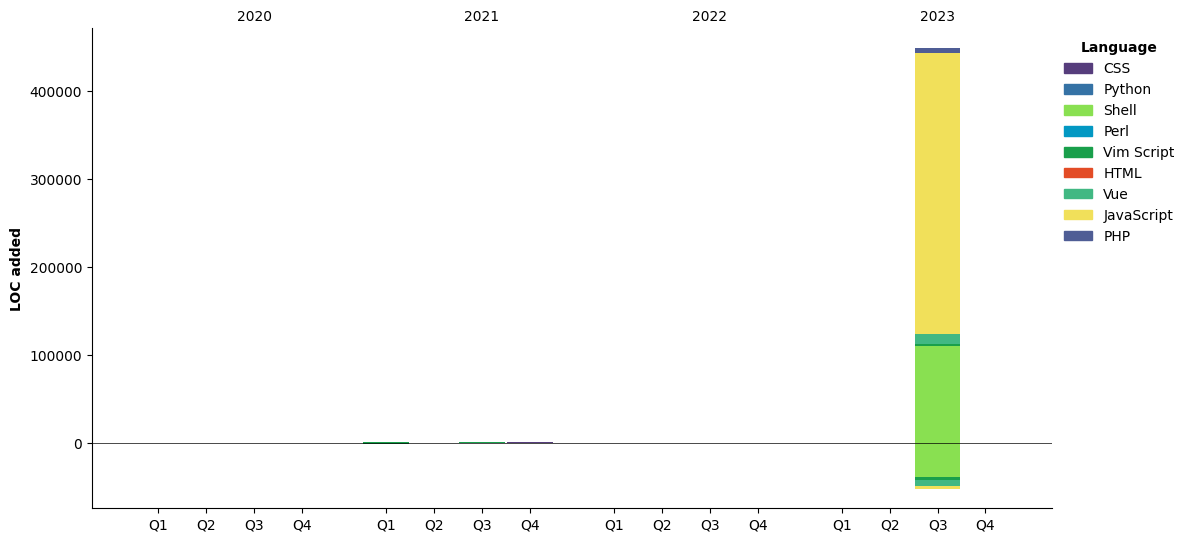 2020 2021 2022 2023
LOC added
400000
300000
200000
100000
0
Q1 Q2 Q3 Q4 Q1 Q2 Q3 Q4 Q1 Q2 Q3 Q4 Q1 Q2 Q3 Q4
Language
CSS
Python
Shell
Perl
Vim Script
HTML
Vue
JavaScript
PHP